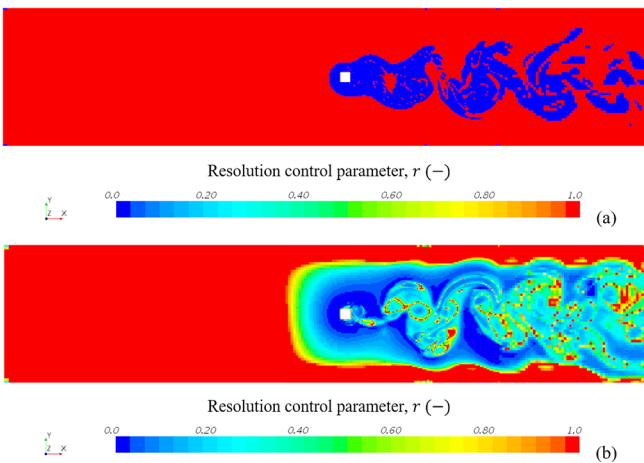 Resolution control parameter, r (−)
0.0 0.20 0.40 0.60 0.80 1.0
Y
Z X
(a)
Resolution control parameter, r (−)
0.0 0.20 0.40 0.60 0.80 1.0
Y
Z X
(b)